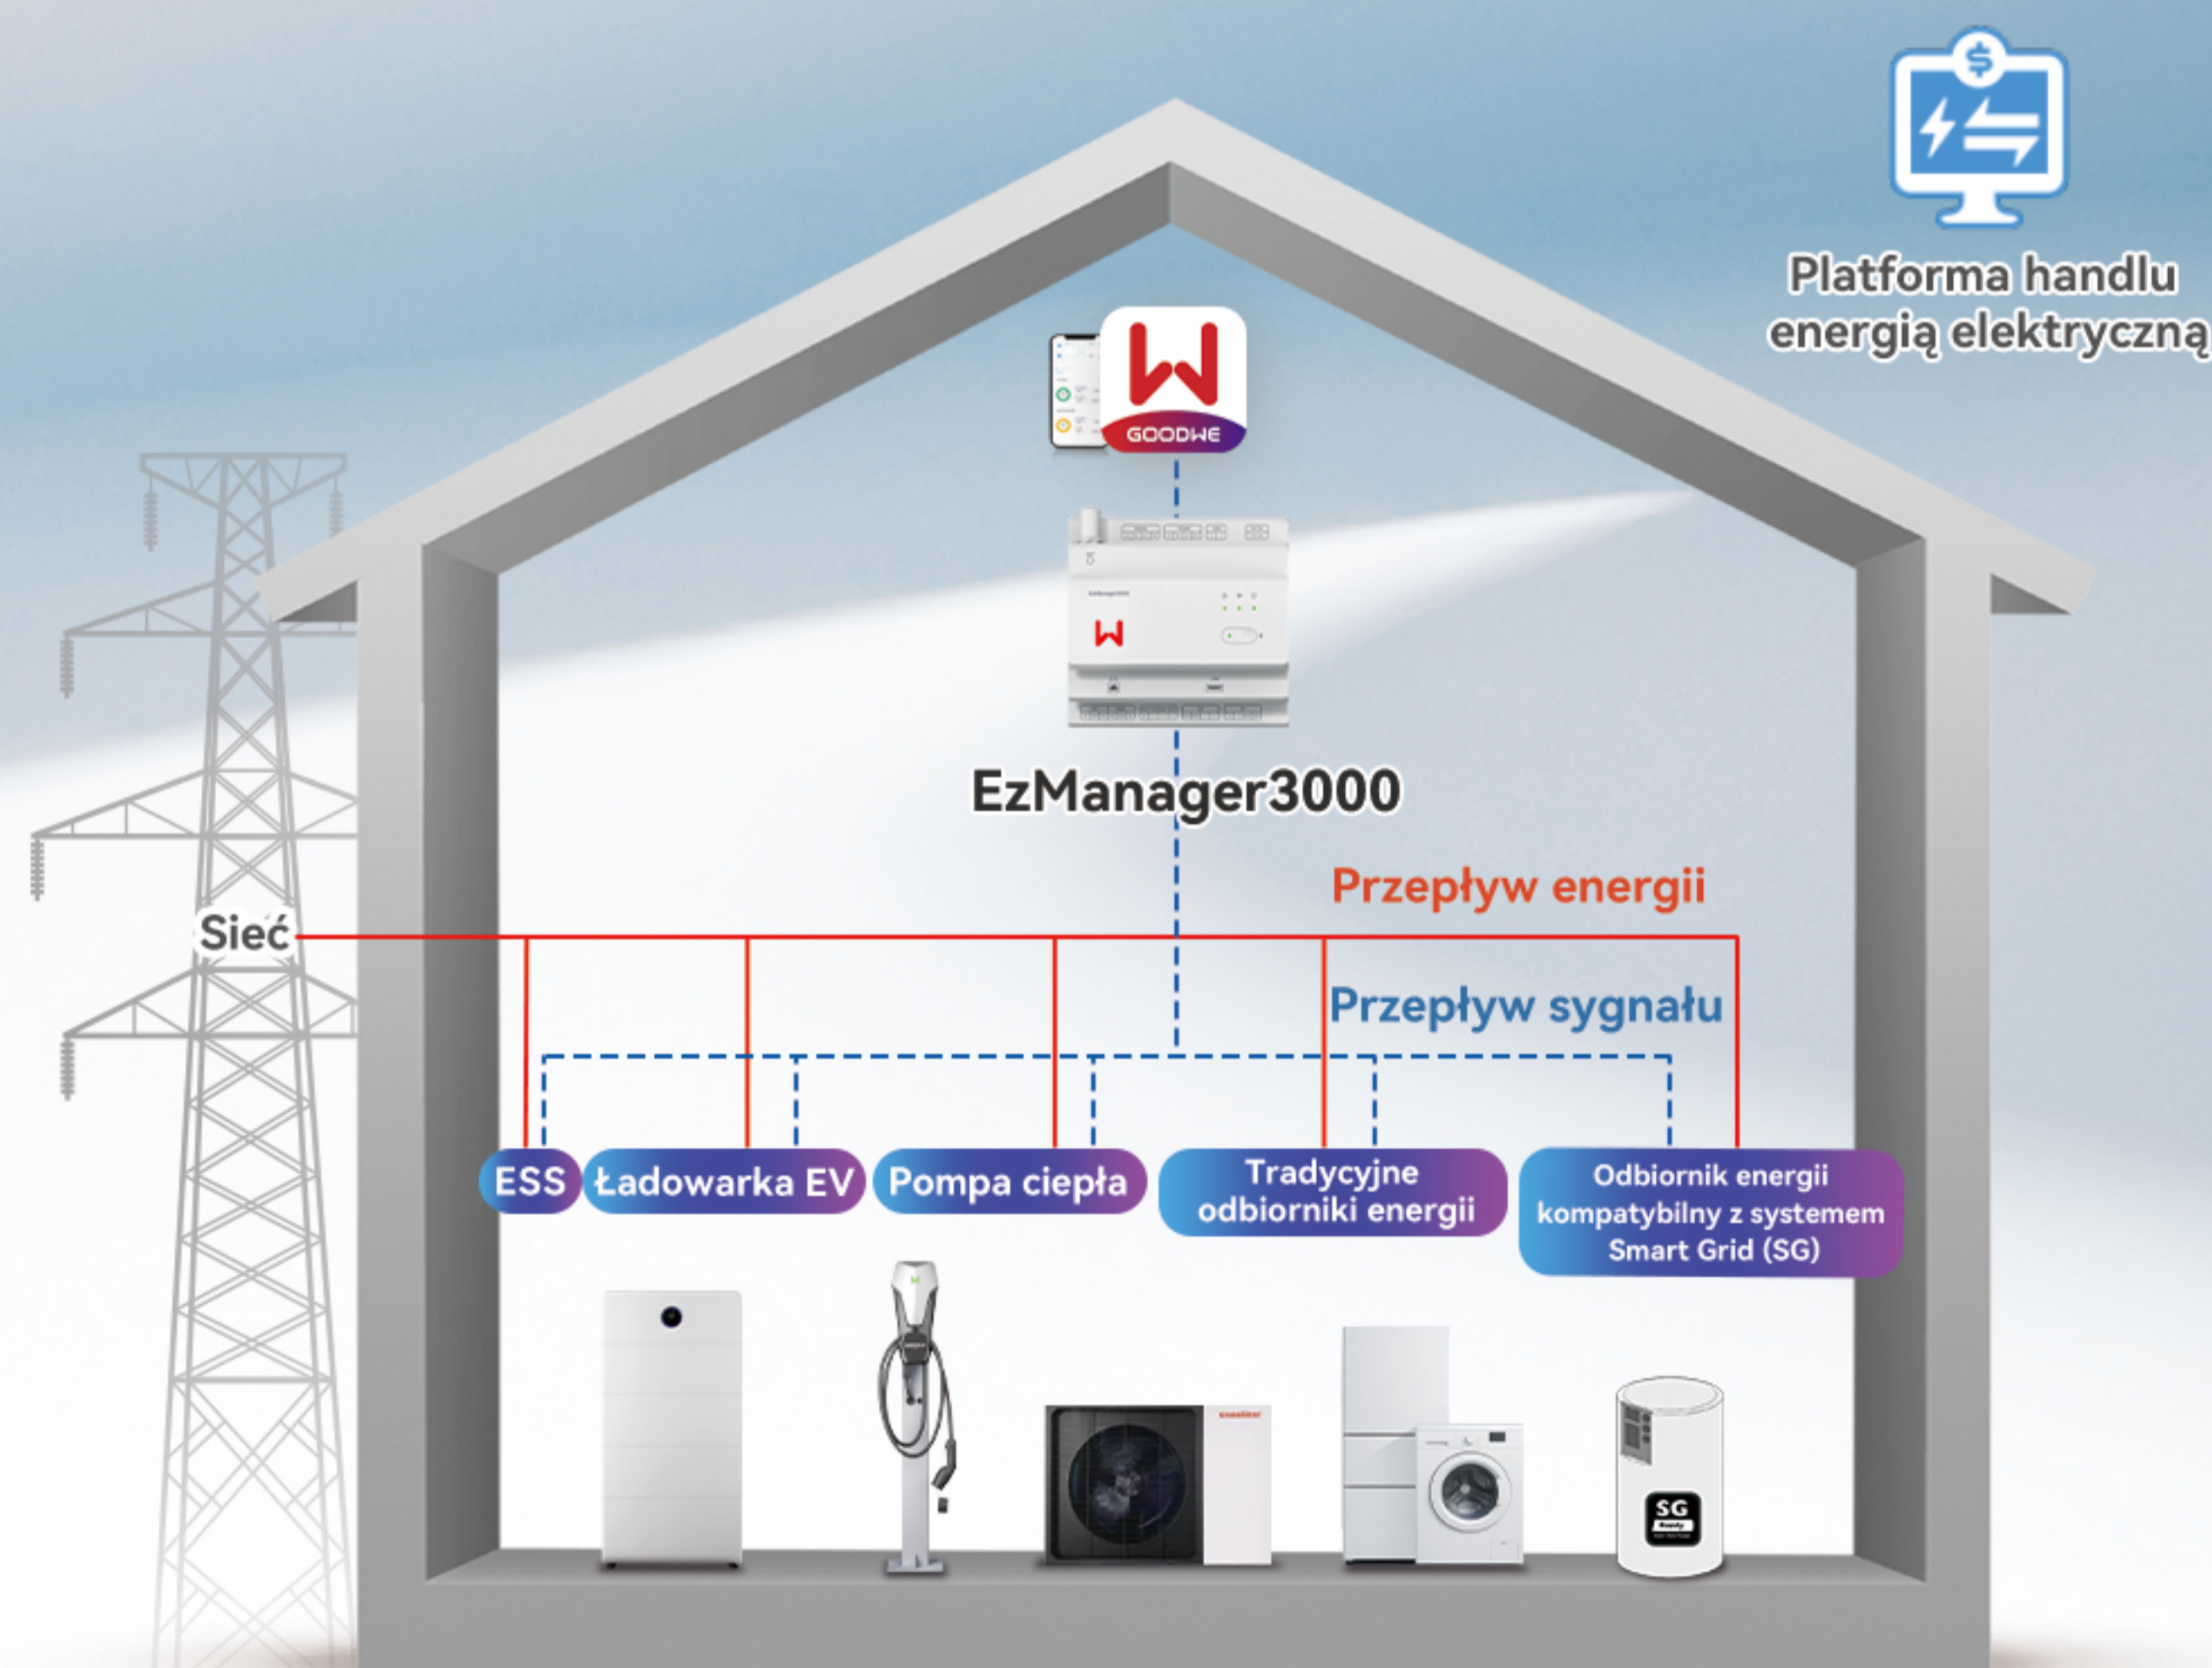 Platforma handlu
energią elektryczną
GOODWE
EzManager3000
Przepływ energii
Sieć
Przepływ sygnału
ESS
Ładowarka EV
Pompa ciepła
Tradycyjne
odbiorniki energii
Odbiornik energii
kompatybilny z systemem
Smart Grid (SG)
SG
Ready